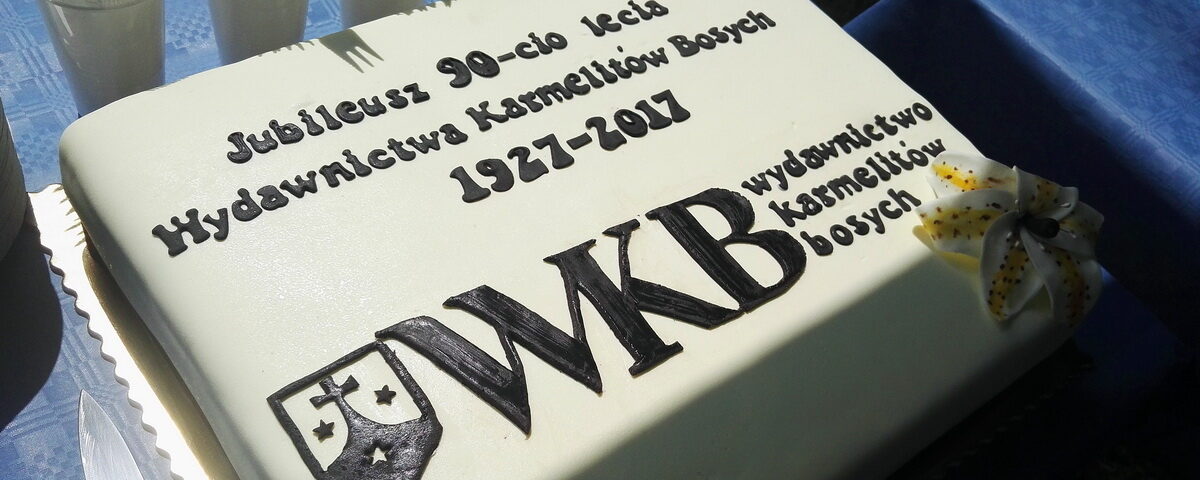 Jubileusz 90-cio lecia
Wydawnictwa Karmelitów Bosych
1927-2017
WKB
wydawnictwo
karmelitów
bosych